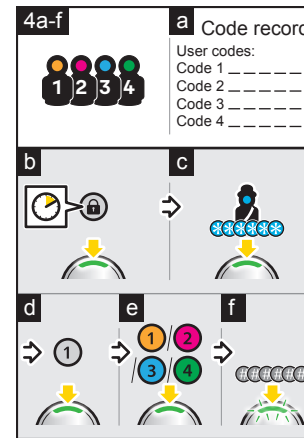 4a-f
1 2 3 4
a Code record
User codes:
Code 1 _ _ _ _ _
Code 2 _ _ _ _ _
Code 3 _ _ _ _ _
Code 4 _ _ _ _ _
b
c
******
d
1
e
1 / 2
/
3 / 4
f
######